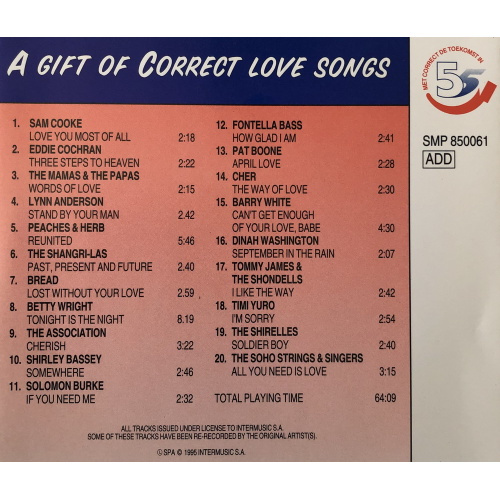 A GIFT OF CORRECT LOVE SONGS
MET CORRECT DE TOEKOMST IN
55
SMP 850061
ADD
1. SAM COOKE
LOVE YOU MOST OF ALL 2:18
2. EDDIE COCHRAN
THREE STEPS TO HEAVEN 2:22
3. THE MAMAS & THE PAPAS
WORDS OF LOVE 2:15
4. LYNN ANDERSON
STAND BY YOUR MAN 2.42
5. PEACHES & HERB
REUNITED 5:46
6. THE SHANGRI-LAS
PAST, PRESENT AND FUTURE 2.40
7. BREAD
LOST WITHOUT YOUR LOVE 2.59
8. BETTY WRIGHT
TONIGHT IS THE NIGHT 8.19
9. THE ASSOCIATION
CHERISH 3:22
10. SHIRLEY BASSEY
SOMEWHERE 2:46
11. SOLOMON BURKE
IF YOU NEED ME 2:32
12. FONTELLA BASS
HOW GLAD I AM 2:41
13. PAT BOONE
APRIL LOVE 2:28
14. CHER
THE WAY OF LOVE 2:30
15. BARRY WHITE
CAN'T GET ENOUGH
OF YOUR LOVE, BABE 4:30
16. DINAH WASHINGTON
SEPTEMBER IN THE RAIN 2:07
17. TOMMY JAMES &
THE SHONDELLS
I LIKE THE WAY 2:42
18. TIMI YURO
I'M SORRY 2:54
19. THE SHIRELLES
SOLDIER BOY 2:40
20. THE SOHO STRINGS & SINGERS
ALL YOU NEED IS LOVE 3:15
TOTAL PLAYING TIME 64:09
ALL TRACKS ISSUED UNDER LICENSE TO INTERMUSIC S.A.
SOME OF THESE TRACKS HAVE BEEN RE-RECORDED BY THE ORIGINAL ARTIST(S).
℗ SPA © 1995 INTERMUSIC S.A.